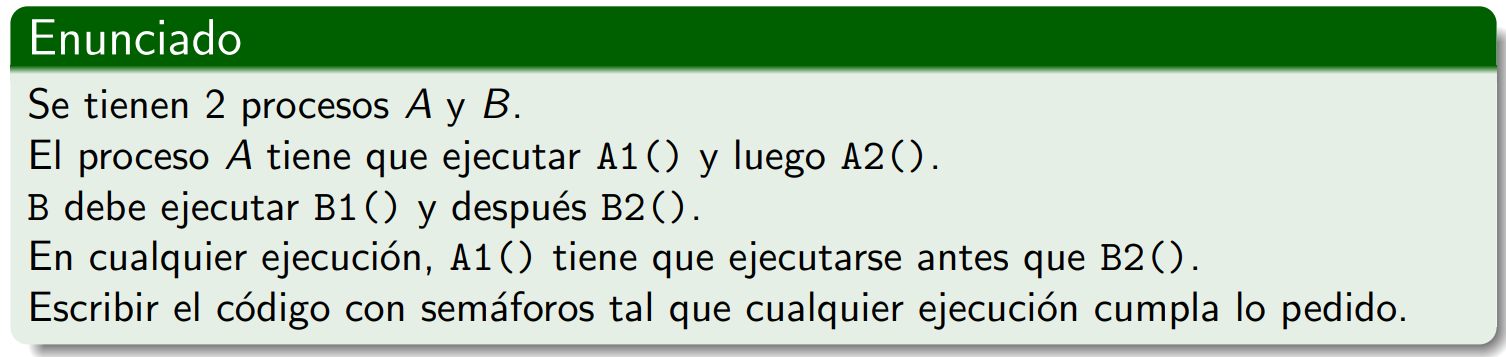 Enunciado
Se tienen 2 procesos A y B.
El proceso A tiene que ejecutar A1() y luego A2().
B debe ejecutar B1() y después B2().
En cualquier ejecución, A1() tiene que ejecutarse antes que B2().
Escribir el código con semáforos tal que cualquier ejecución cumpla lo pedido.